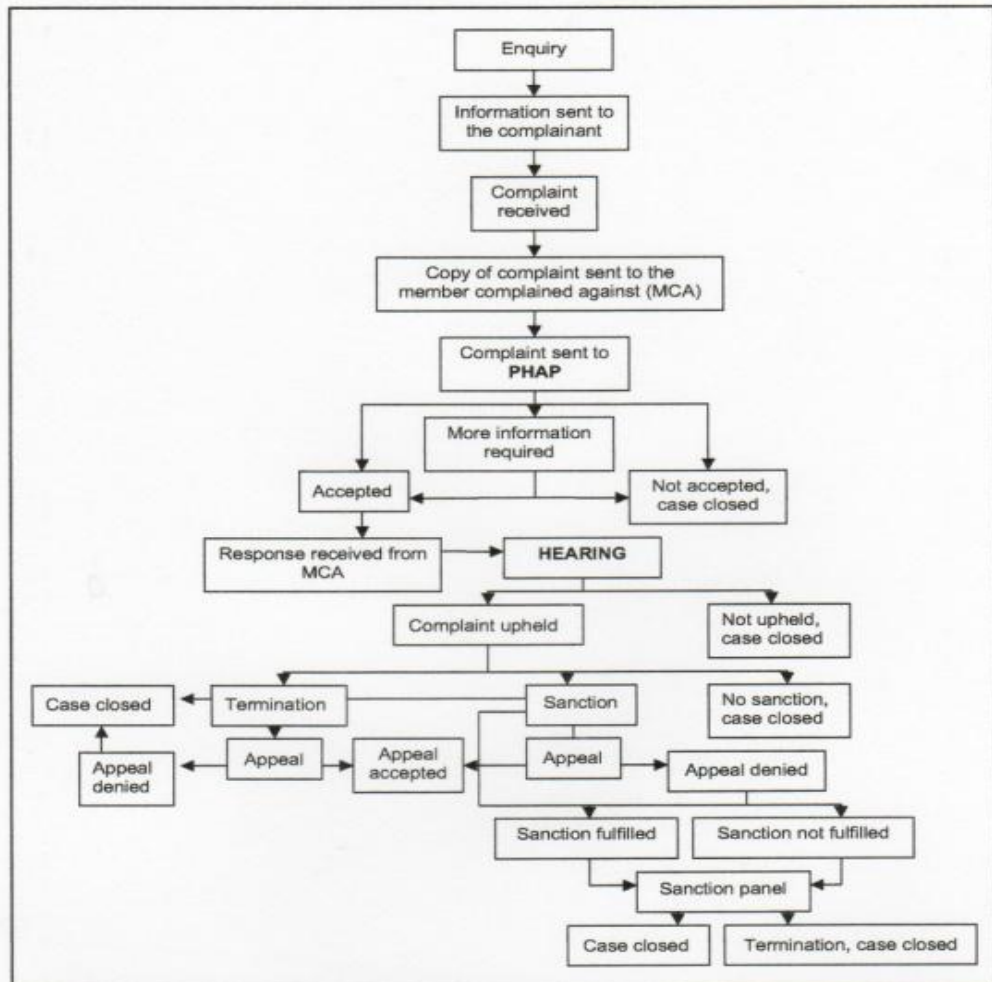 Enquiry
Information sent to
the complainant
Complaint
received
Copy of complaint sent to the
member complained against (MCA)
Complaint sent to
PHAP
More information
required
Accepted
Not accepted,
case closed
Response received from
MCA
HEARING
Complaint upheld
Not upheld,
case closed
Case closed
Termination
Sanction
No sanction,
case closed
Appeal
denied
Appeal
Appeal
accepted
Appeal
Appeal denied
Sanction fulfilled
Sanction not fulfilled
Sanction panel
Case closed
Termination, case closed